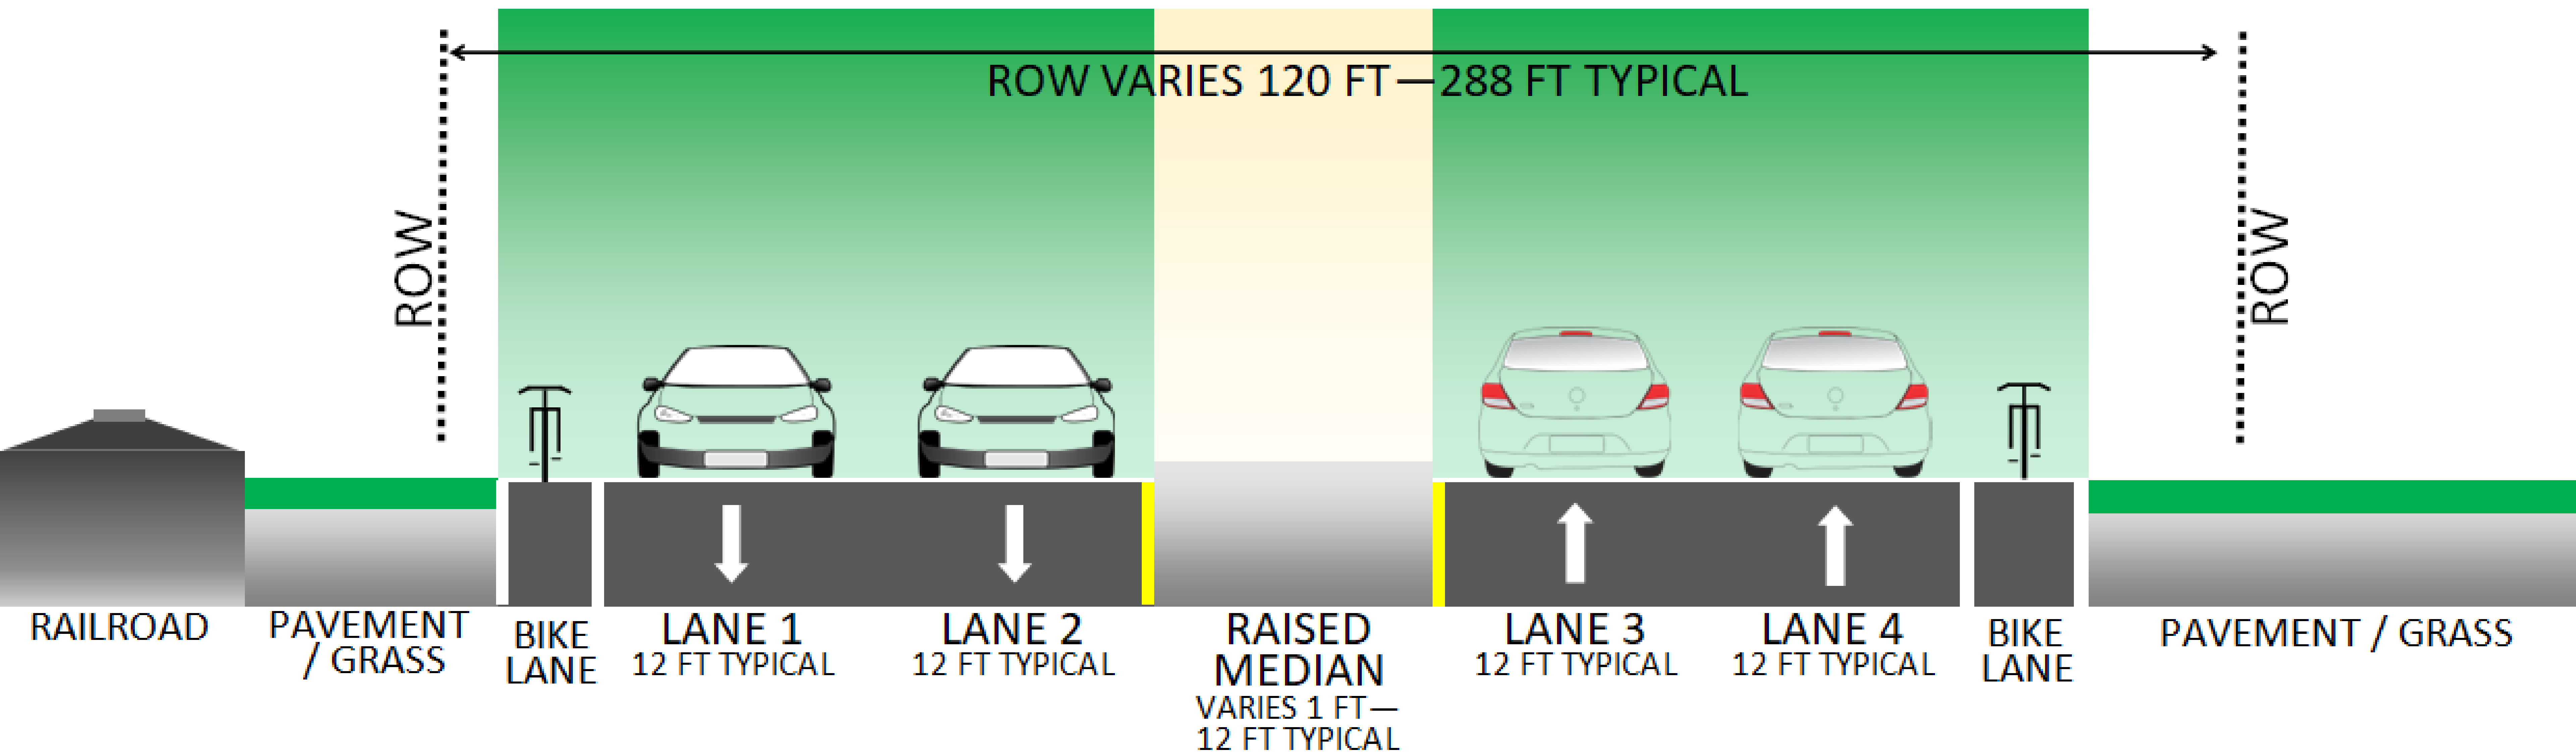 ROW VARIES 120 FT—288 FT TYPICAL
ROW
ROW
RAILROAD
PAVEMENT
/ GRASS
BIKE
LANE
LANE 1
12 FT TYPICAL
LANE 2
12 FT TYPICAL
RAISED
MEDIAN
VARIES 1 FT—
12 FT TYPICAL
LANE 3
12 FT TYPICAL
LANE 4
12 FT TYPICAL
BIKE
LANE
PAVEMENT / GRASS